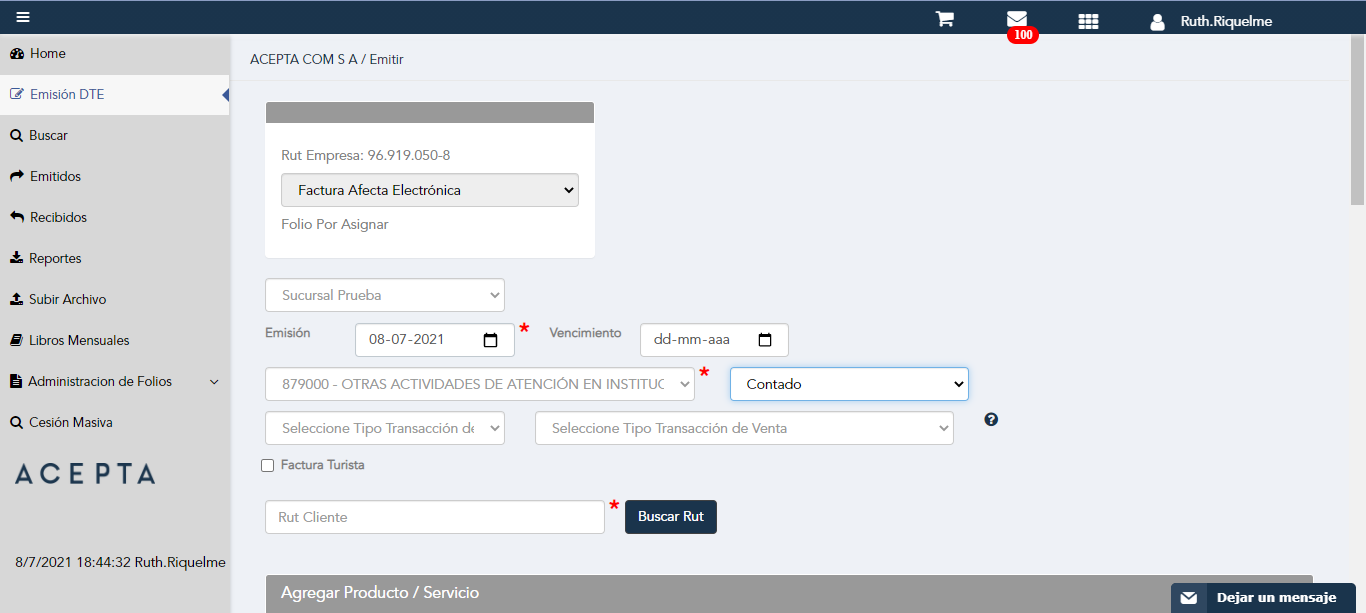 100
Ruth.Riquelme
Home
Emisión DTE
Buscar
Emitidos
Recibidos
Reportes
Subir Archivo
Libros Mensuales
Administracion de Folios
Cesión Masiva
ACEPTA
8/7/2021 18:44:32 Ruth.Riquelme
ACEPTA COM S A / Emitir
Rut Empresa: 96.919.050-8
Factura Afecta Electrónica
Folio Por Asignar
Sucursal Prueba
Emisión 08-07-2021 * Vencimiento dd-mm-aaa
879000 - OTRAS ACTIVIDADES DE ATENCIÓN EN INSTITUC * Contado
Seleccione Tipo Transacción de Seleccione Tipo Transacción de Venta ?
Factura Turista
Rut Cliente * Buscar Rut
Agregar Producto / Servicio
Dejar un mensaje